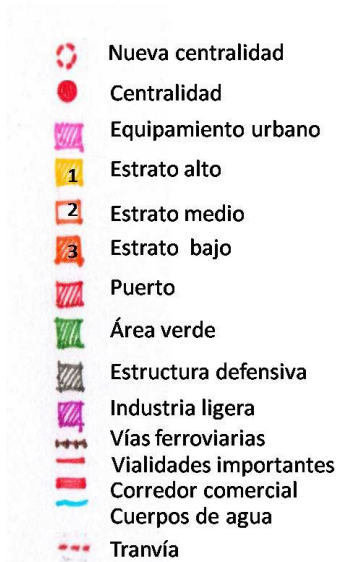 Nueva centralidad
Centralidad
Equipamiento urbano
1 Estrato alto
2 Estrato medio
3 Estrato bajo
Puerto
Área verde
Estructura defensiva
Industria ligera
Vías ferroviarias
Vialidades importantes
Corredor comercial
Cuerpos de agua
Tranvía